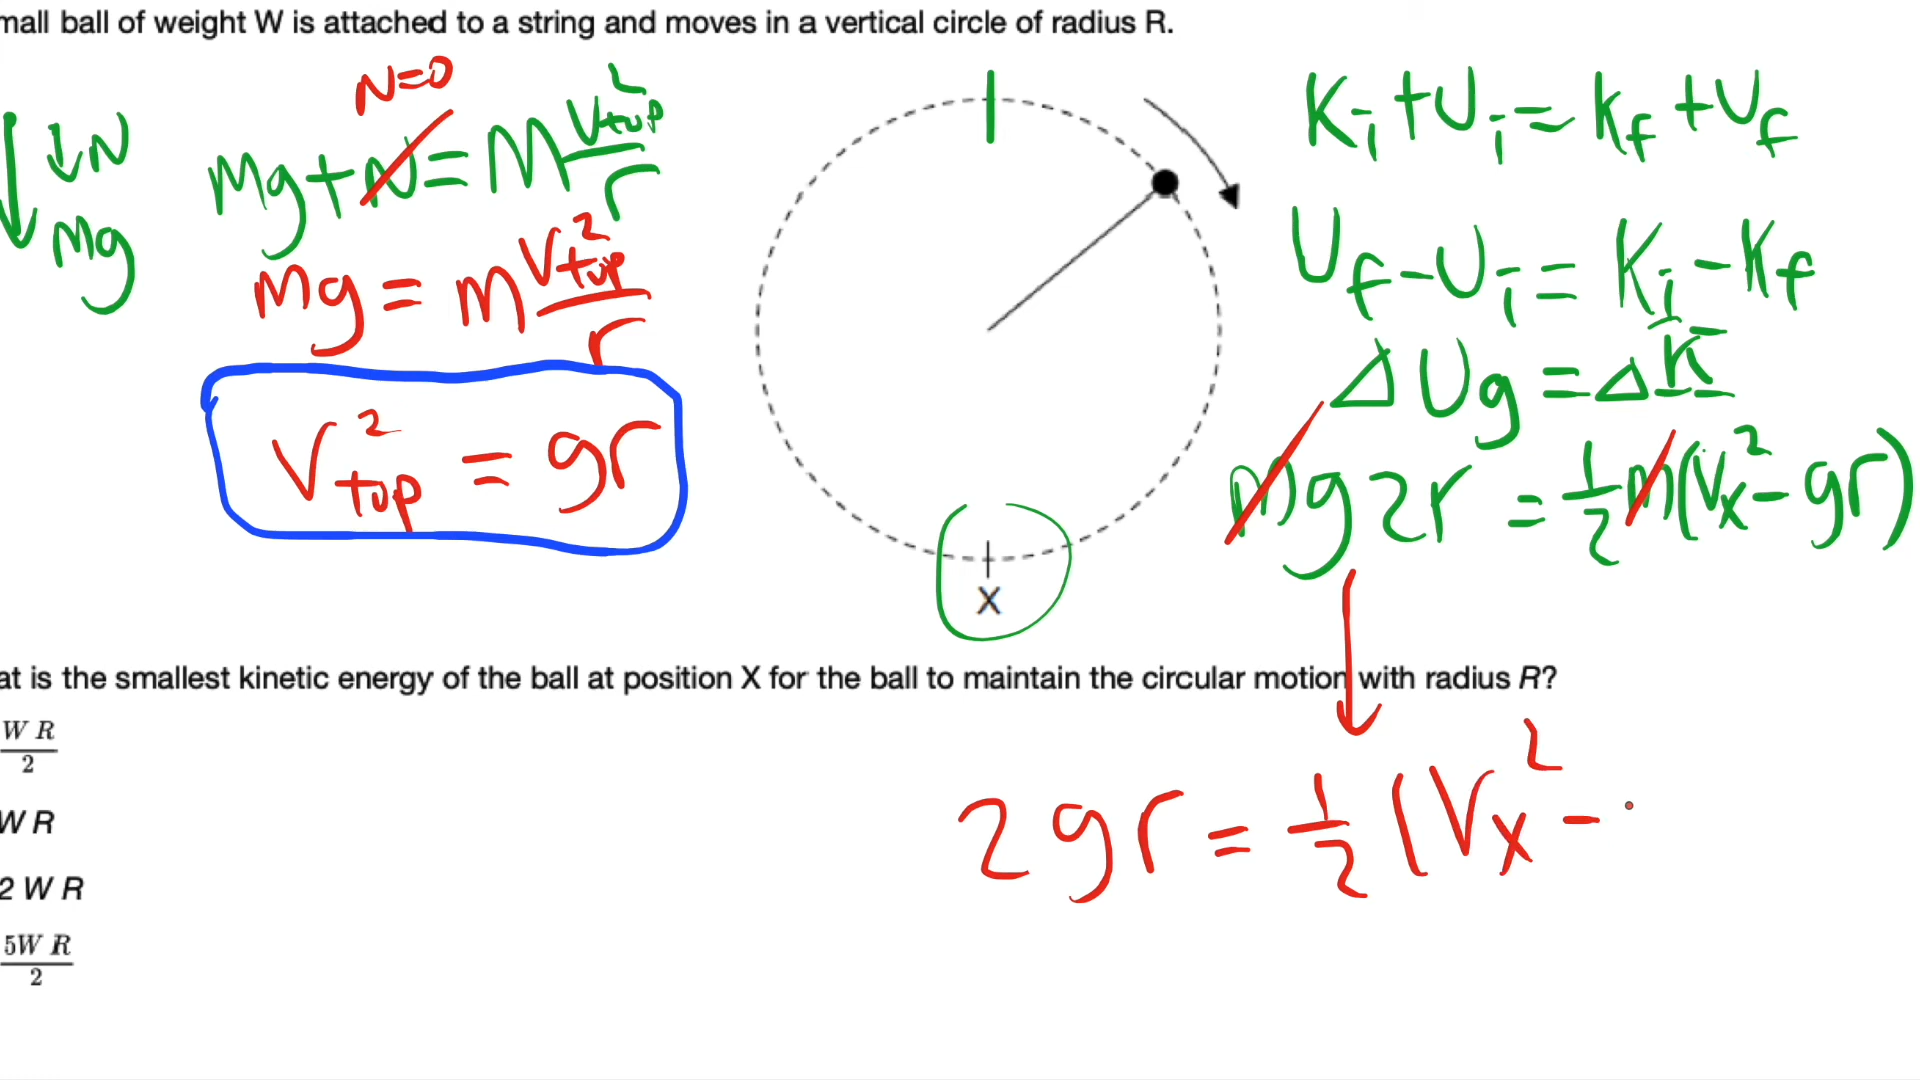 mall ball of weight W is attached to a string and moves in a vertical circle of radius R.
N=0
↓N
Mg
Mg+N=m Vtop²/r
Mg=m Vtop²/r
V²top = gr
X
Ki+Ui=Kf+Uf
Uf-Ui=Ki-Kf
ΔUg=ΔK
mg2r=1/2m(Vx²-gr)
at is the smallest kinetic energy of the ball at position X for the ball to maintain the circular motion with radius R?
W R/2
W R
2 W R
5W R/2
2gr=1/2(Vx²-